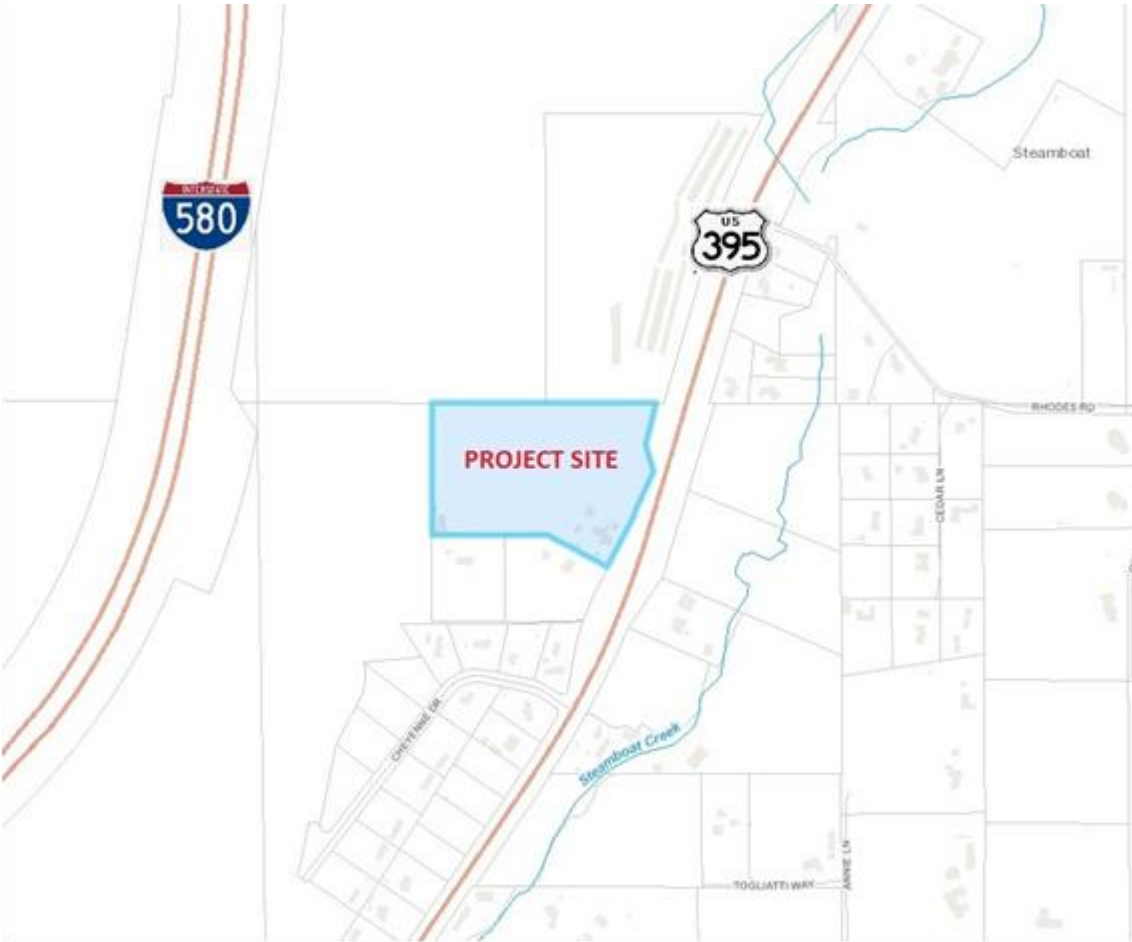 Steamboat
INTERSTATE
580
US
395
RHODES RD
PROJECT SITE
CEDAR LN
CHEYENNE DR
Steamboat Creek
ANNIE LN
TOGLIATTI WAY